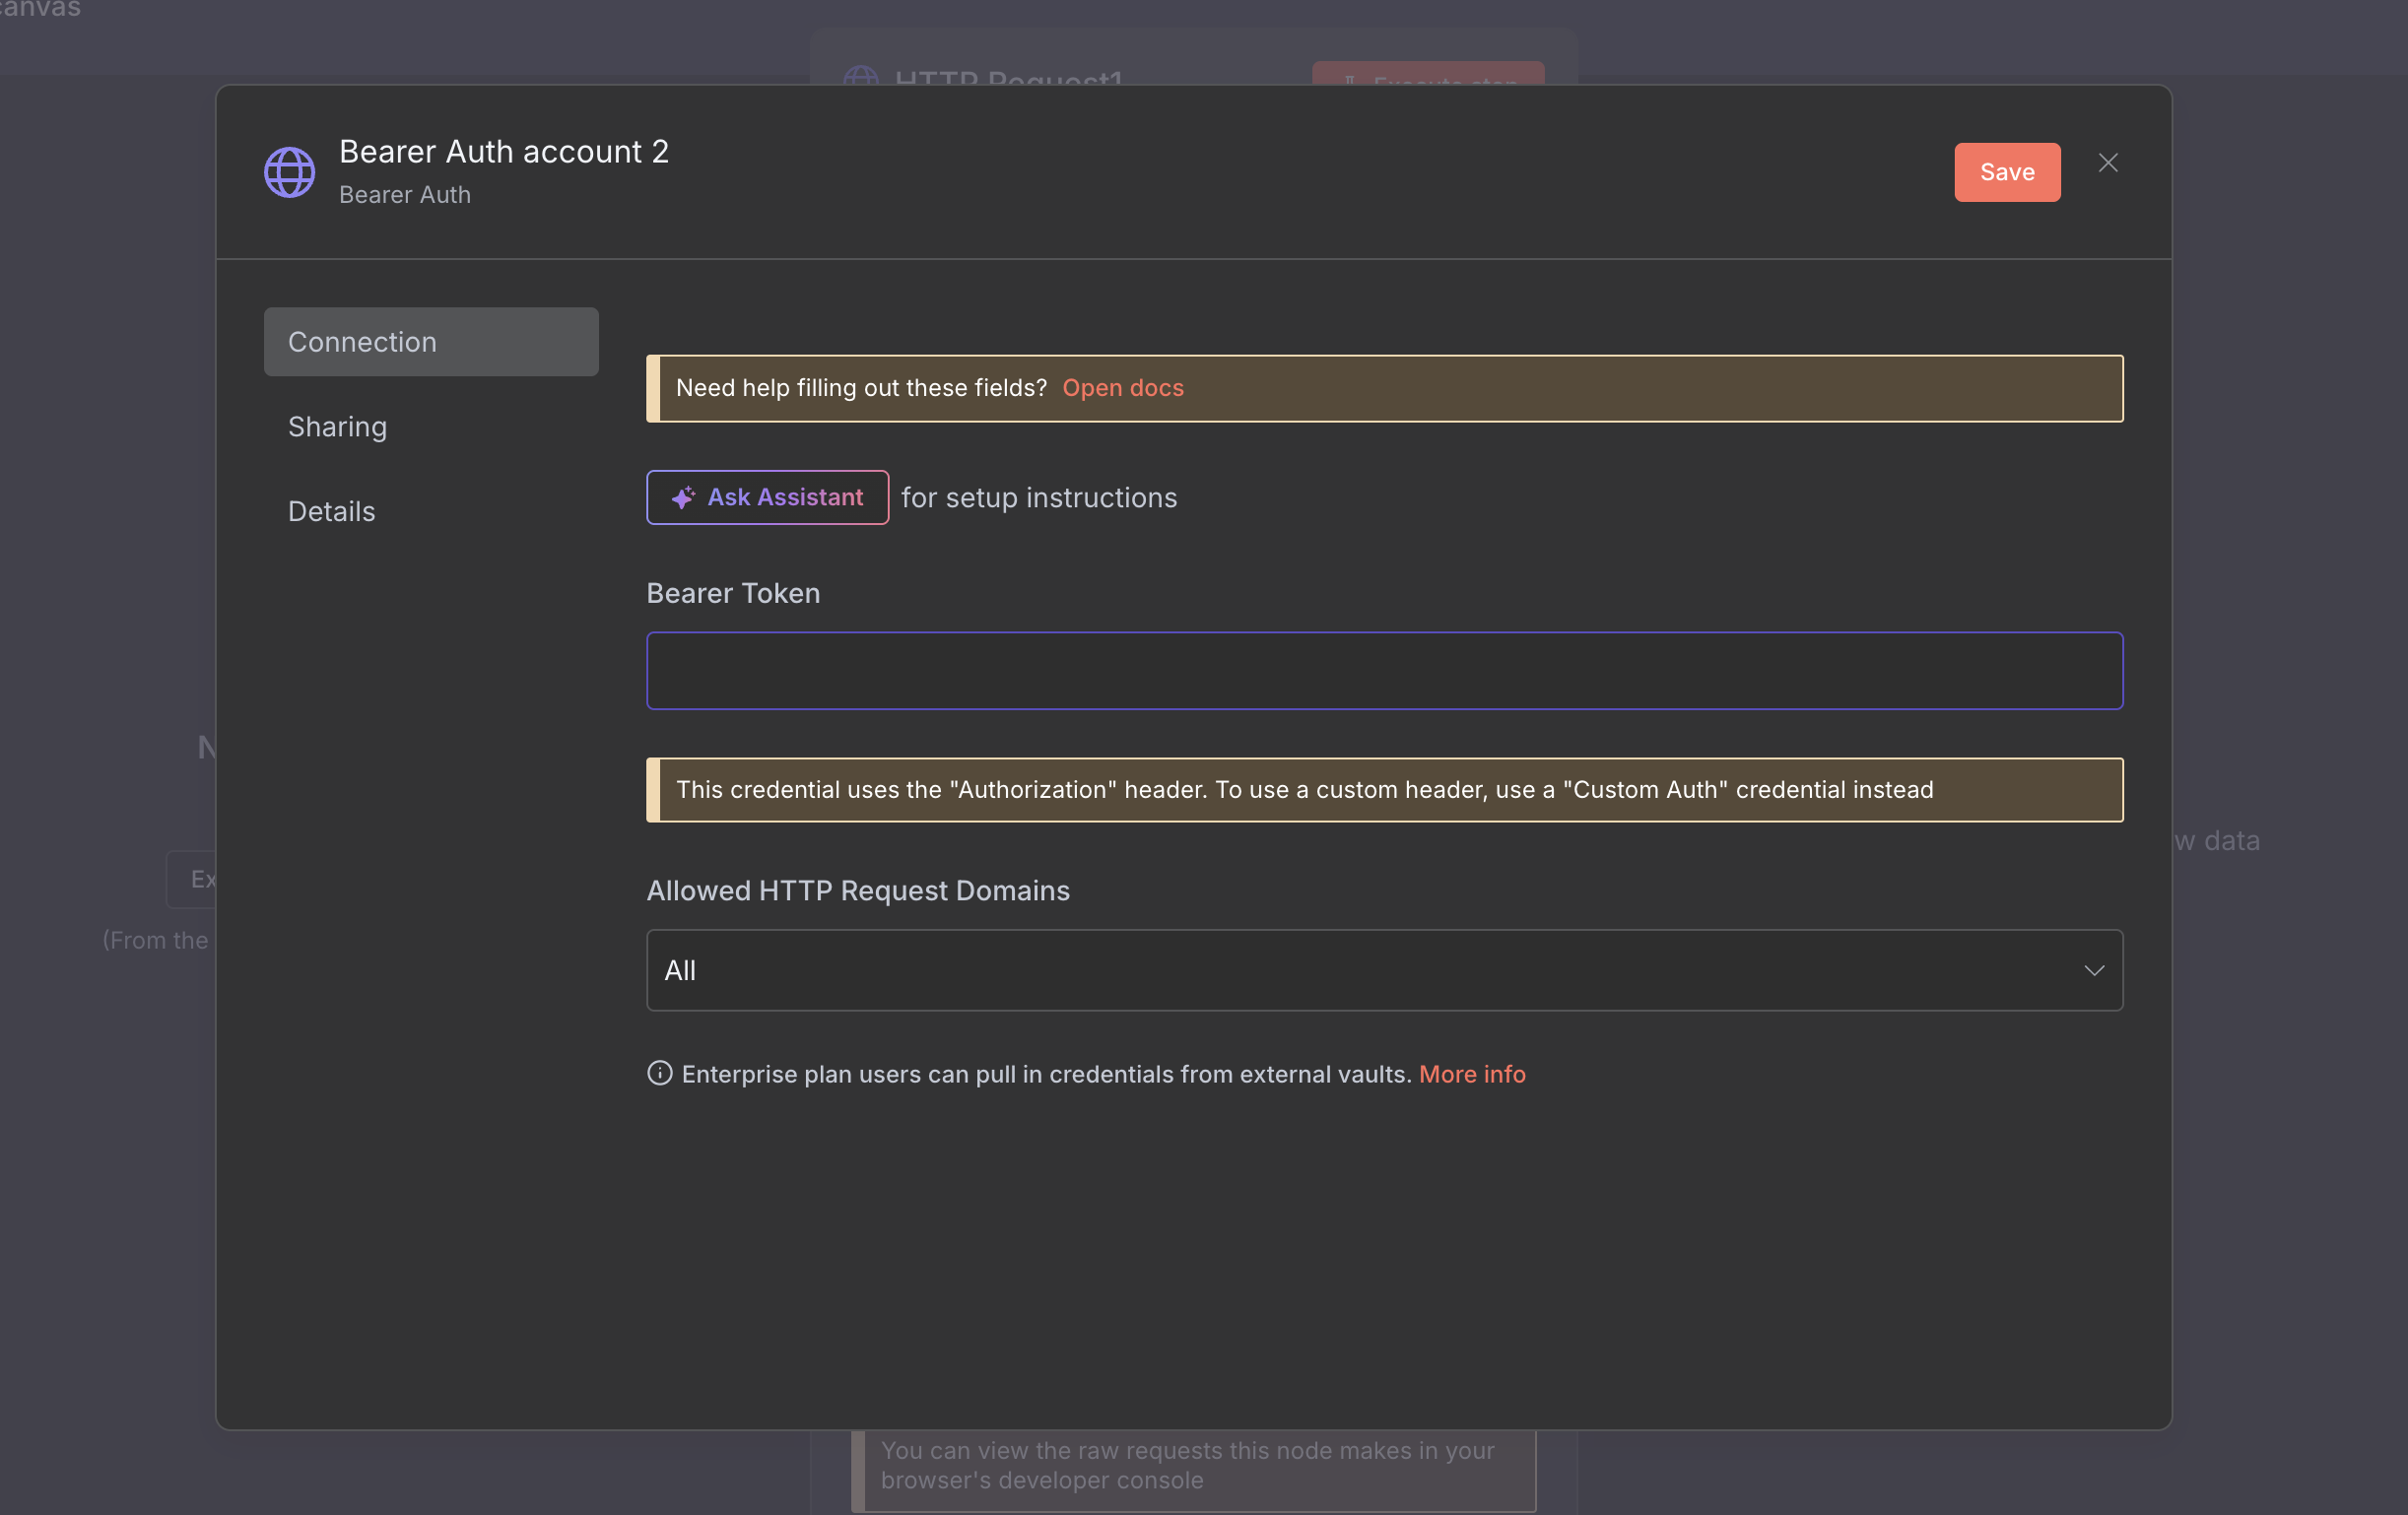 canvas
HTTP Request1
Execute step
Bearer Auth account 2
Bearer Auth
Save
Connection
Sharing
Details
Need help filling out these fields? Open docs
Ask Assistant for setup instructions
Bearer Token
This credential uses the "Authorization" header. To use a custom header, use a "Custom Auth" credential instead
Allowed HTTP Request Domains
All
Enterprise plan users can pull in credentials from external vaults. More info
(From the
w data
You can view the raw requests this node makes in your
browser's developer console